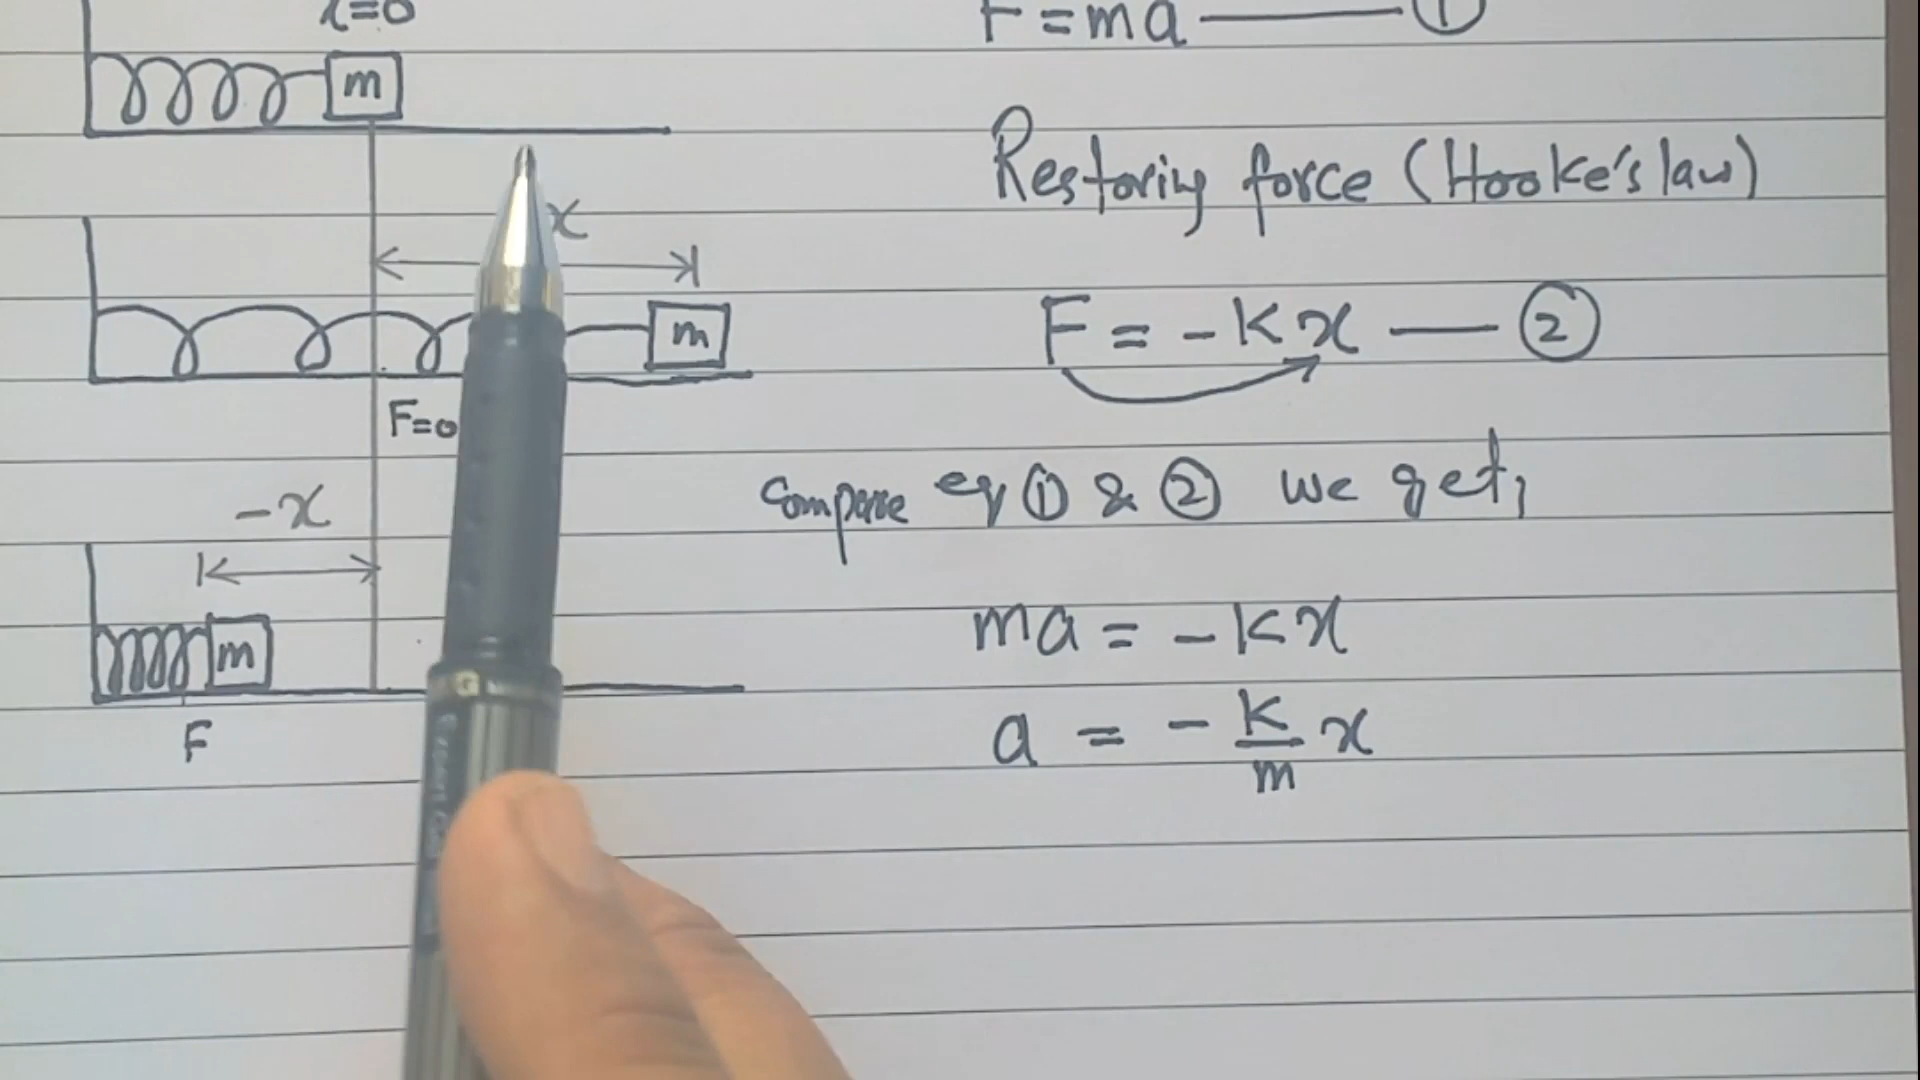 x=0
m
x
m
F=0
-x
m
F
F=ma ——— ①
Restoring force (Hooke's law)
F = -Kx —— ②
Compare eq ① & ② we get,
ma = -Kx
a = - K/m x